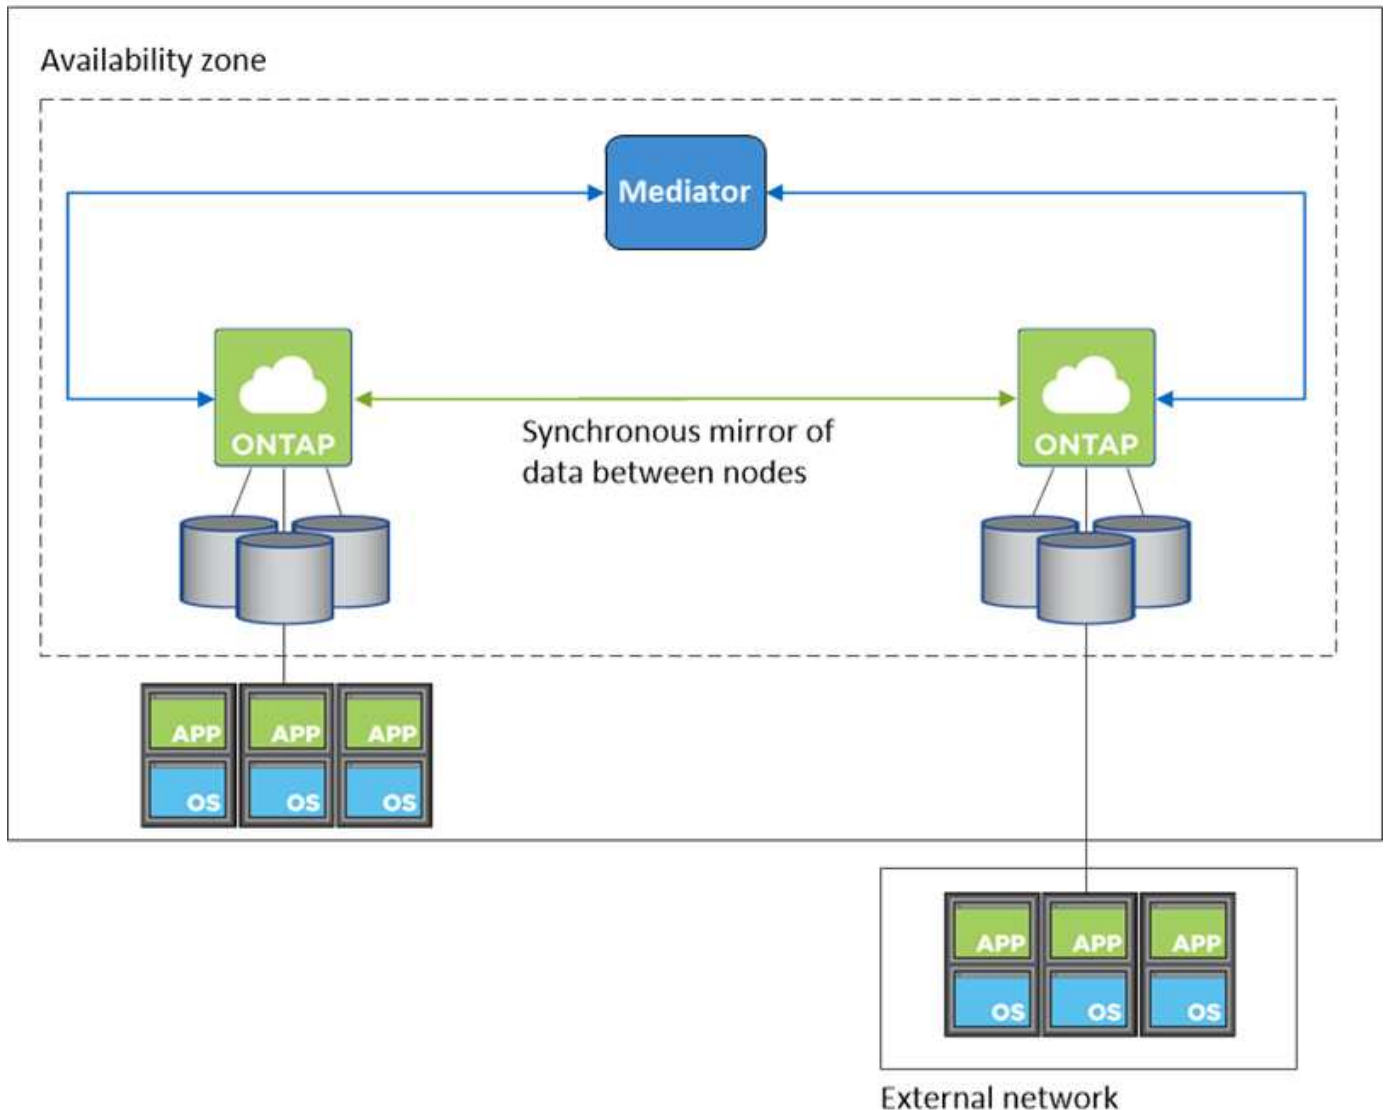 Availability zone
Mediator
ONTAP
ONTAP
Synchronous mirror of
data between nodes
APP APP APP
OS OS OS
APP APP APP
OS OS OS
External network